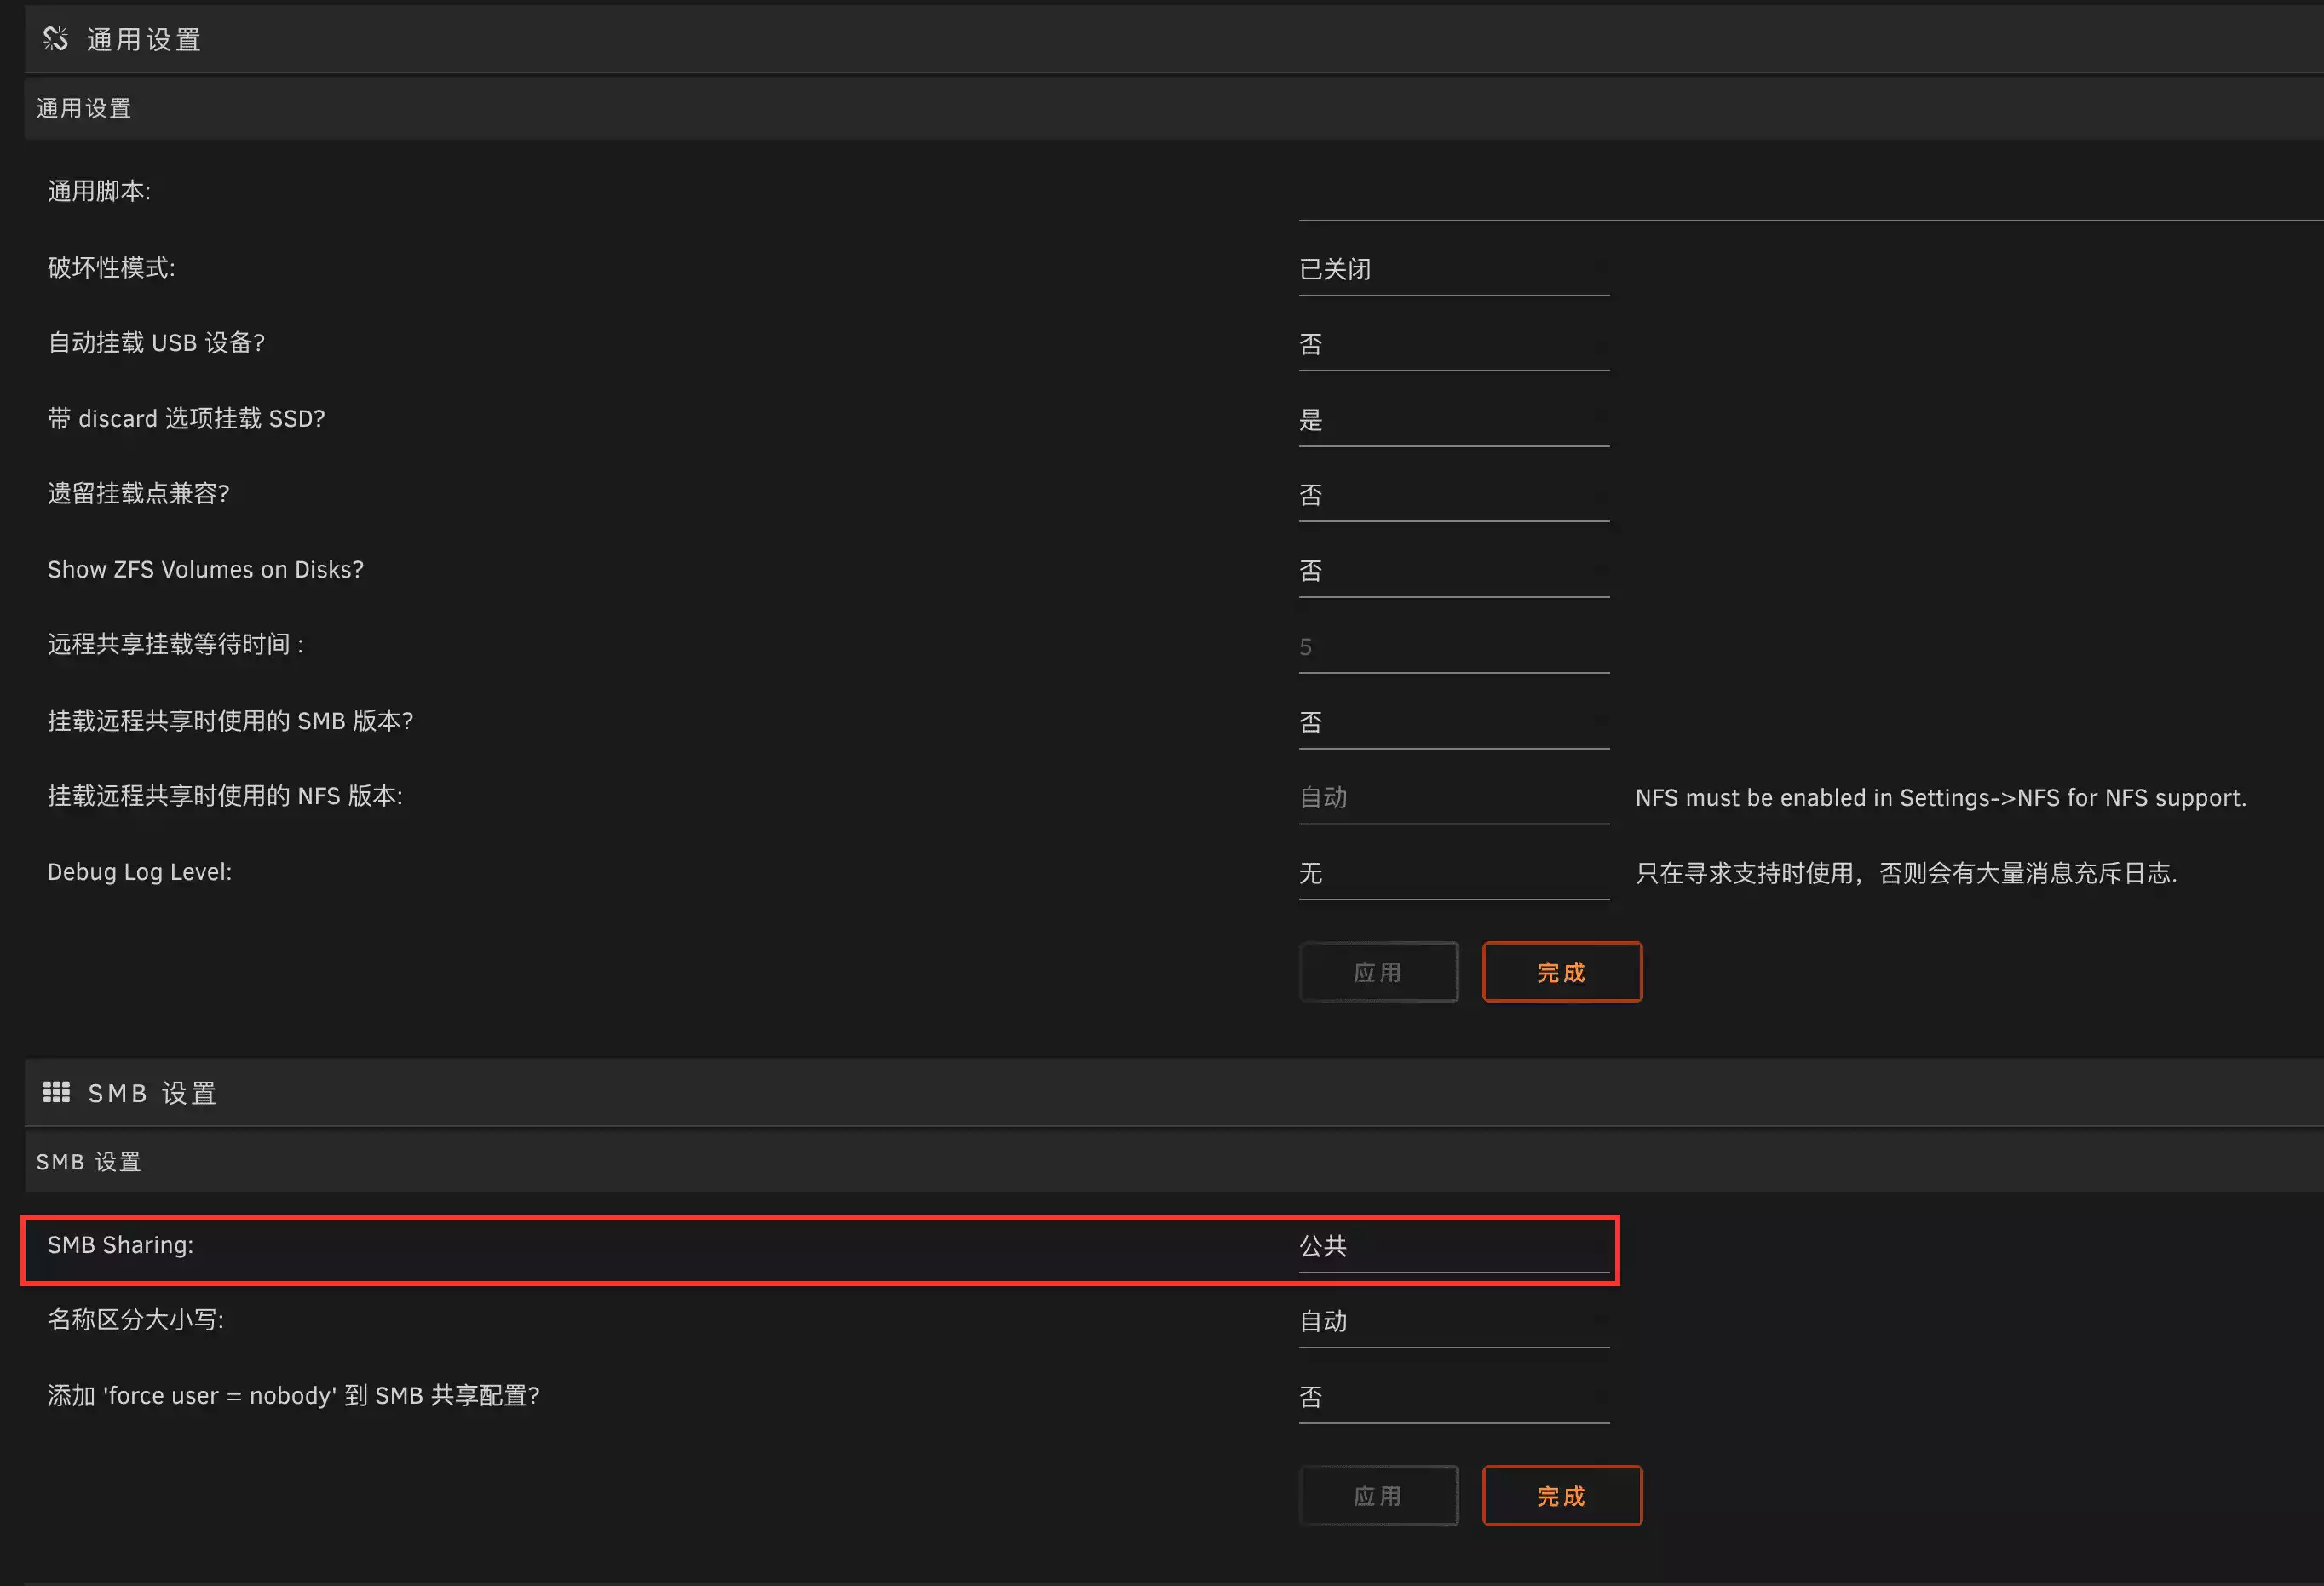 通用设置
通用设置
通用脚本:
破坏性模式: 已关闭
自动挂载 USB 设备? 否
带 discard 选项挂载 SSD? 是
遗留挂载点兼容? 否
Show ZFS Volumes on Disks? 否
远程共享挂载等待时间 : 5
挂载远程共享时使用的 SMB 版本? 否
挂载远程共享时使用的 NFS 版本: 自动 NFS must be enabled in Settings->NFS for NFS support.
Debug Log Level: 无 只在寻求支持时使用，否则会有大量消息充斥日志.
应用 完成
SMB 设置
SMB 设置
SMB Sharing: 公共
名称区分大小写: 自动
添加 'force user = nobody' 到 SMB 共享配置? 否
应用 完成